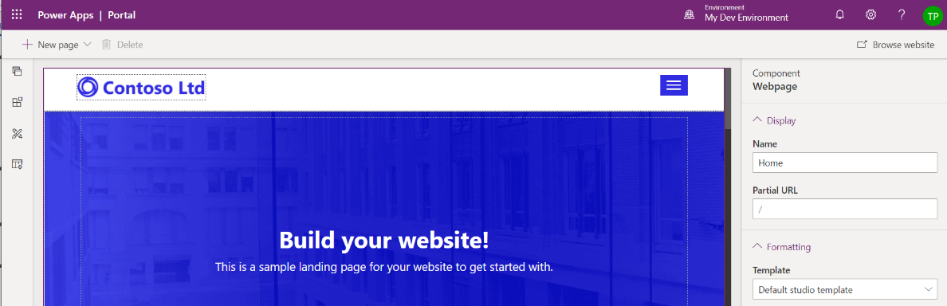 Power Apps | Portal
Environment
My Dev Environment
?
TP
New page
Delete
Browse website
Contoso Ltd
Build your website!
This is a sample landing page for your website to get started with.
Component
Webpage
Display
Name
Home
Partial URL
/
Formatting
Template
Default studio template